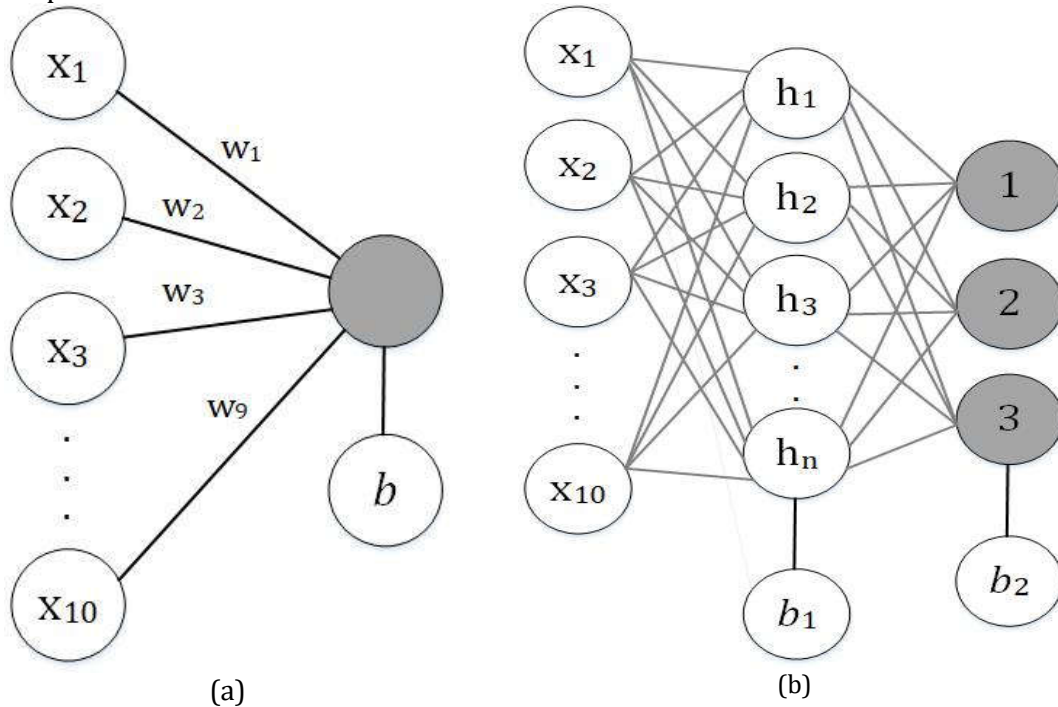 x₁
x₂
x₃
.
.
.
x₁₀
w₁
w₂
w₃
w₉
b
(a)
x₁
x₂
x₃
.
.
.
x₁₀
h₁
h₂
h₃
.
.
hₙ
b₁
1
2
3
b₂
(b)